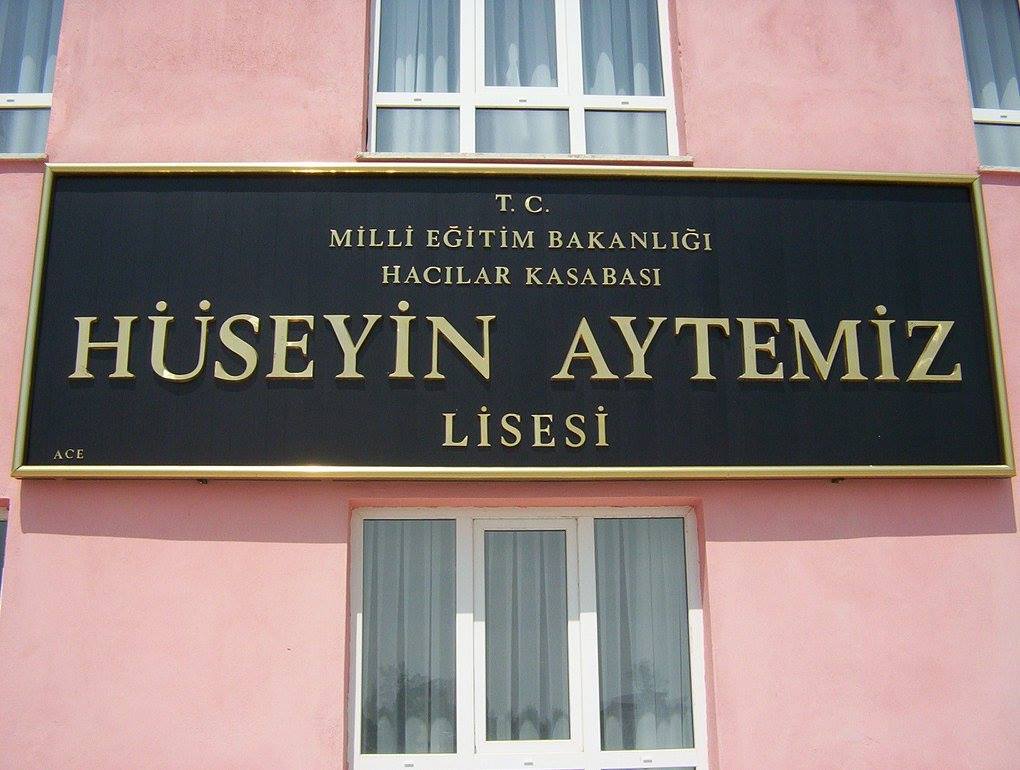 T. C.
MİLLİ EĞİTİM BAKANLIĞI
HACILAR KASABASI
HÜSEYİN AYTEMİZ
LİSESİ
ACE